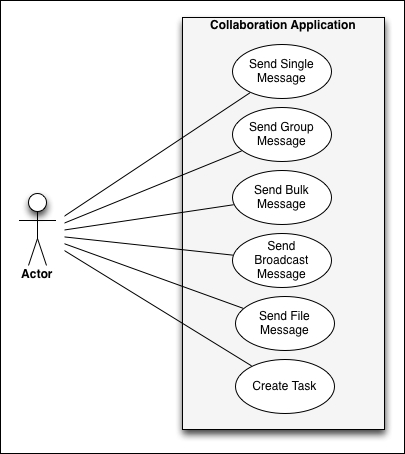 Collaboration Application
Send Single
Message
Send Group
Message
Send Bulk
Message
Send
Broadcast
Message
Send File
Message
Create Task
Actor